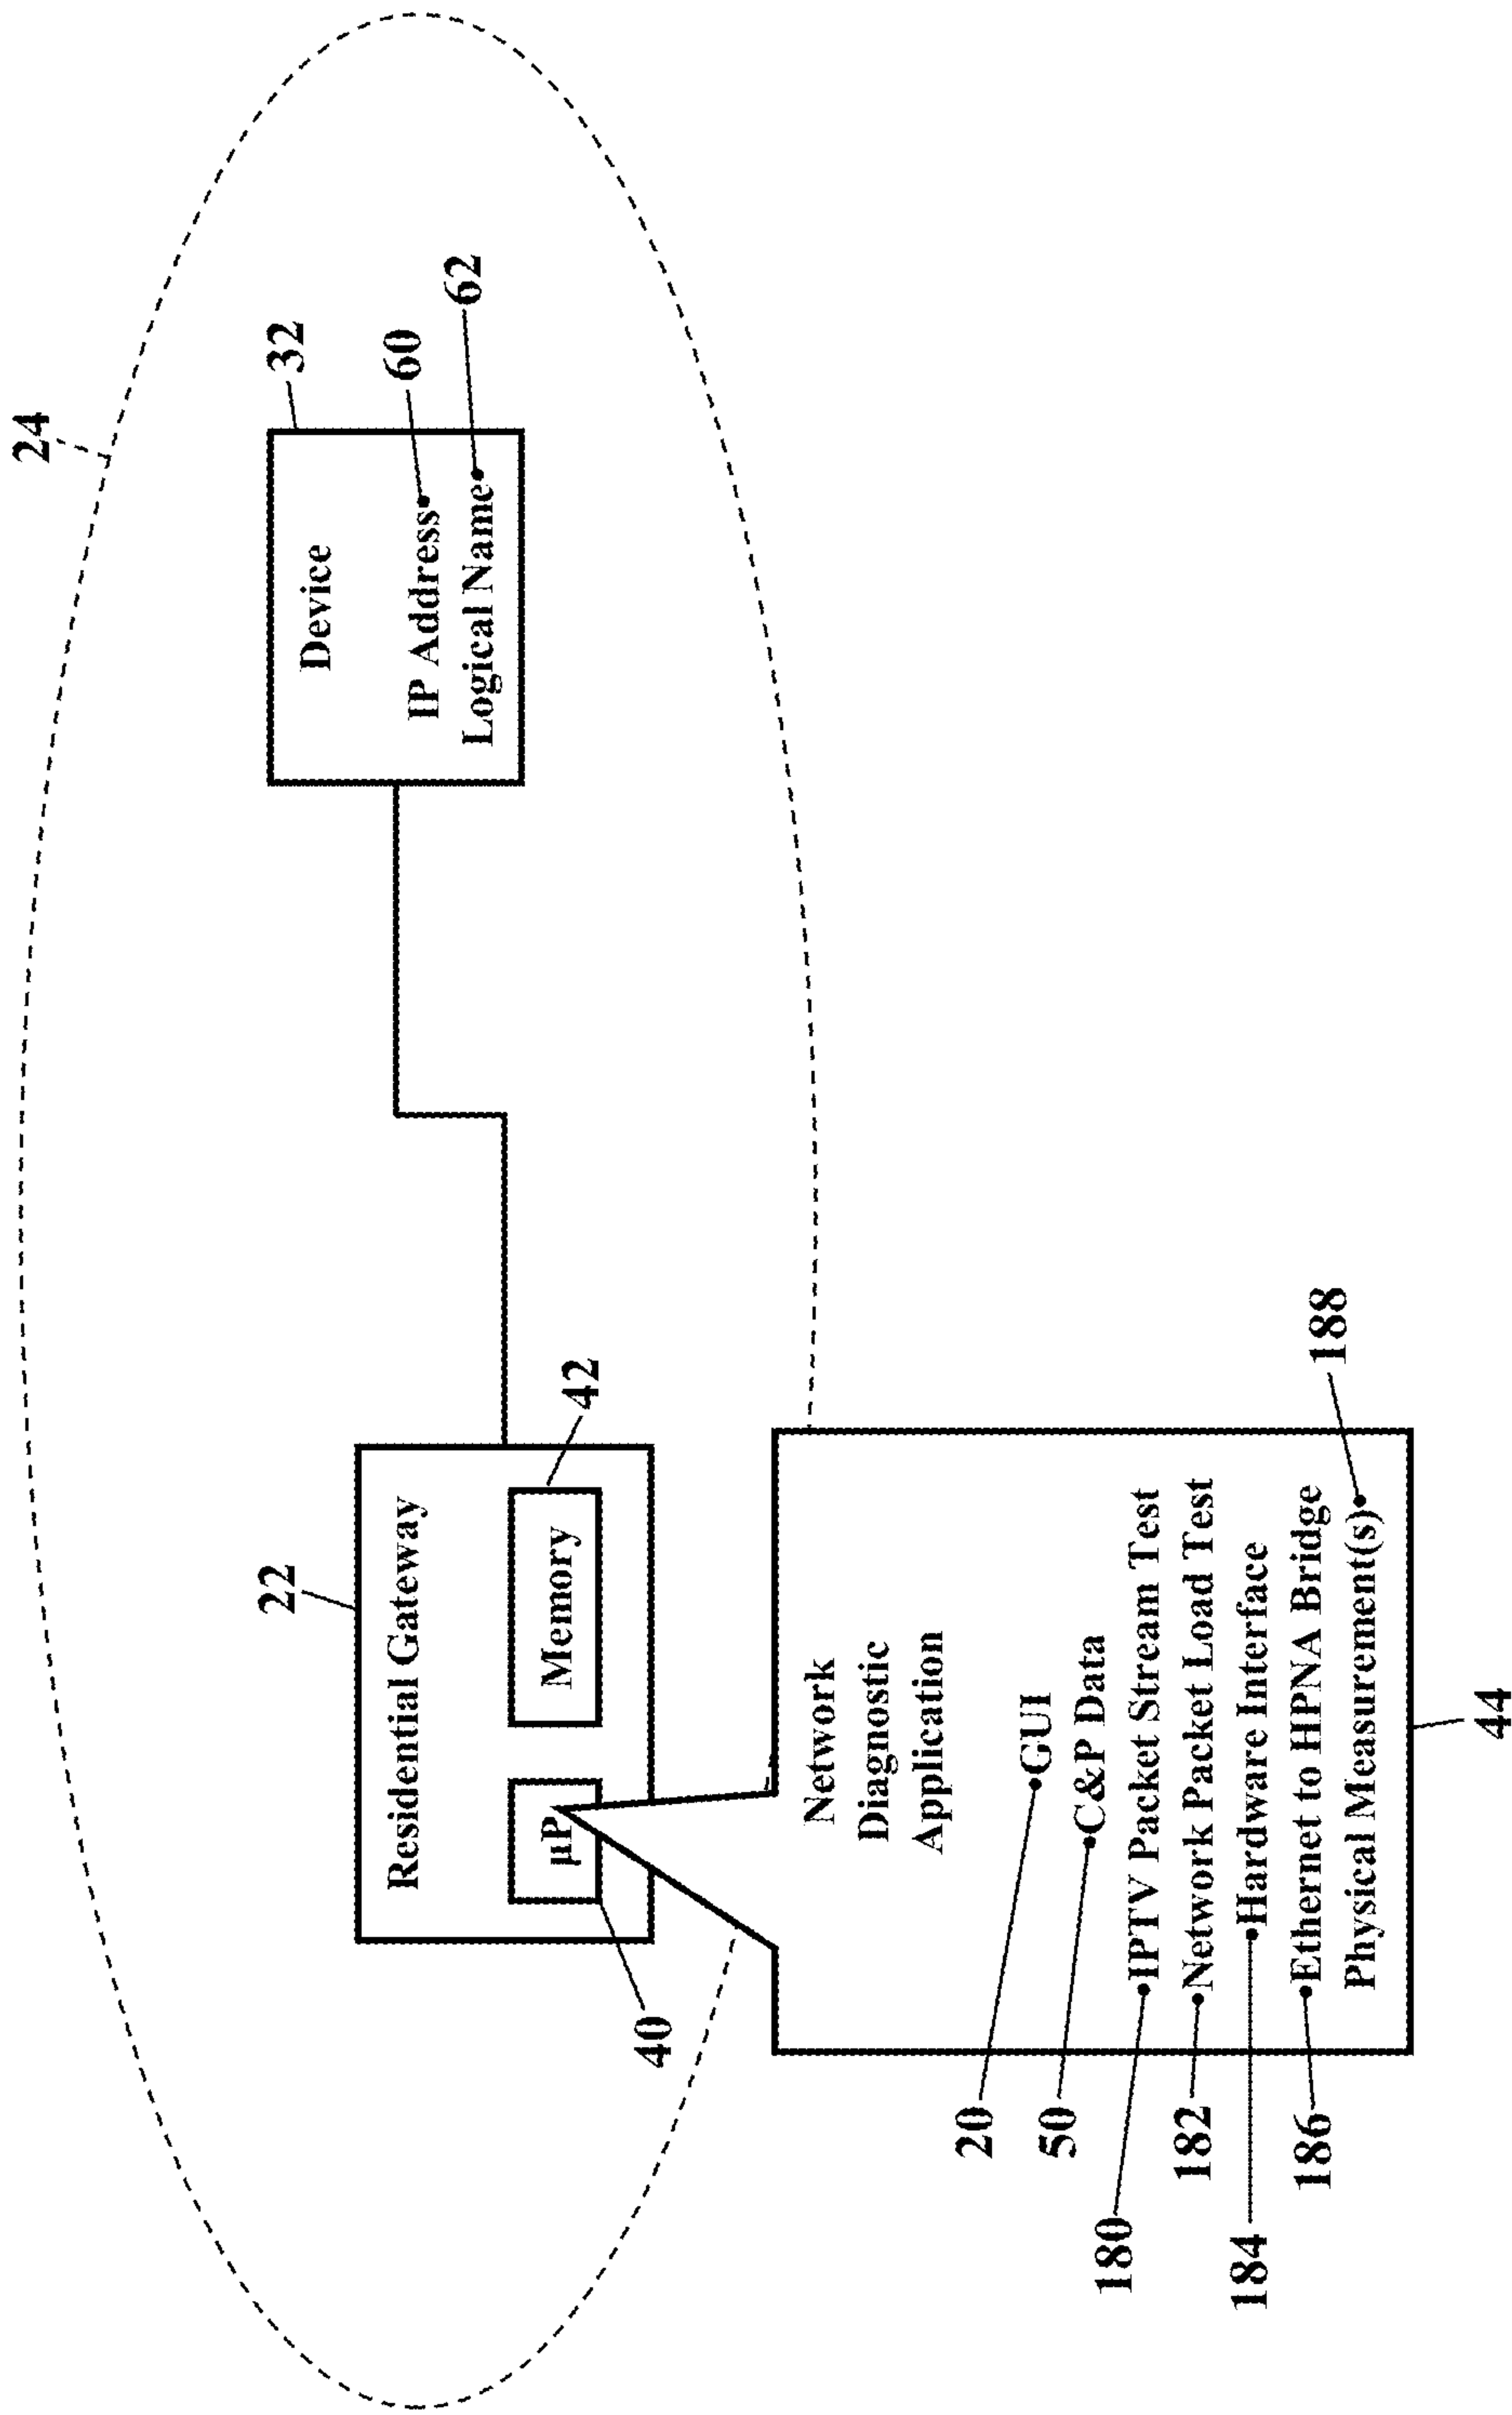 24
22
Residential Gateway
µP
Memory
40
42
Device
32
IP Address
60
Logical Name
62
Network
Diagnostic
Application
20
GUI
50
C&P Data
180
IPTV Packet Stream Test
182
Network Packet Load Test
184
Hardware Interface
186
Ethernet to HPNA Bridge
Physical Measurement(s)
188
44